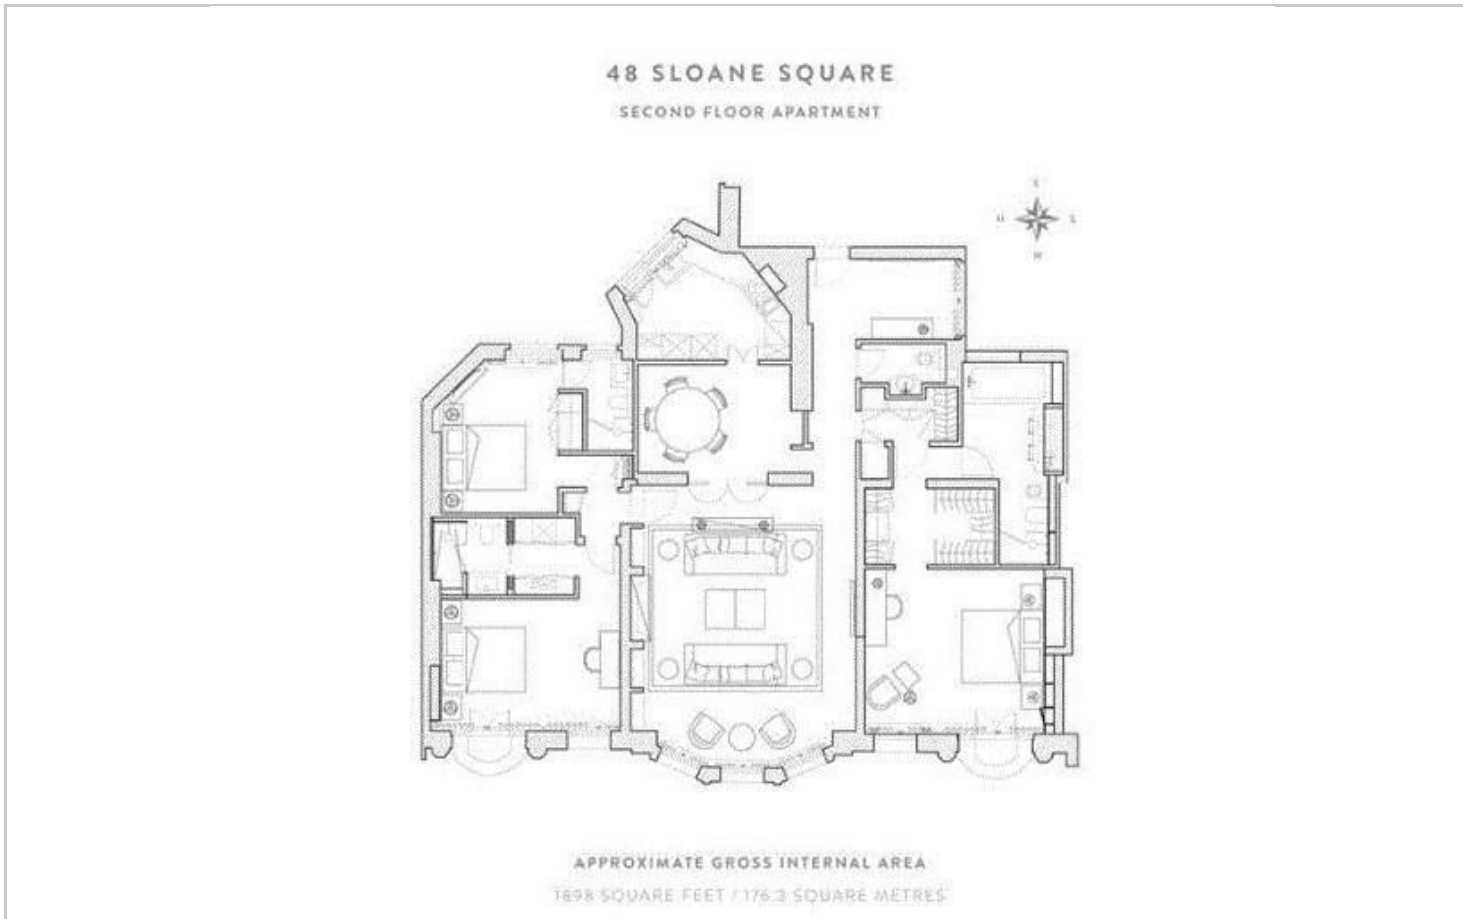 48 SLOANE SQUARE
SECOND FLOOR APARTMENT
APPROXIMATE GROSS INTERNAL AREA
1898 SQUARE FEET / 176.3 SQUARE METRES